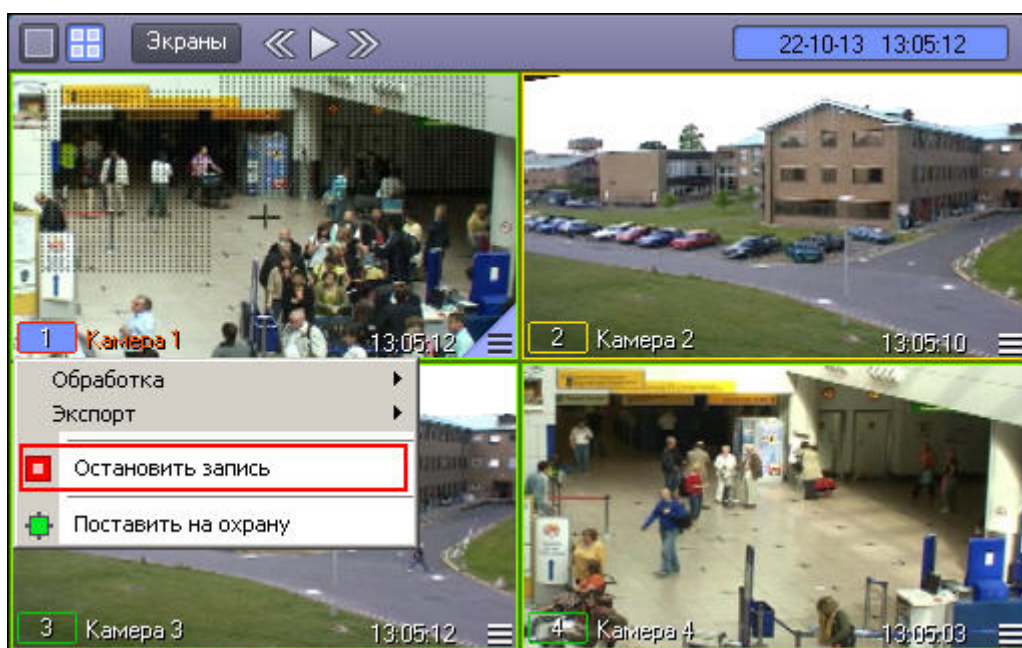 Экраны
22-10-13 13:05:12
1 Камера 1 13:05:12
2 Камера 2 13:05:10
Обработка
Экспорт
Остановить запись
Поставить на охрану
3 Камера 3 13:05:12
4 Камера 4 13:05:03